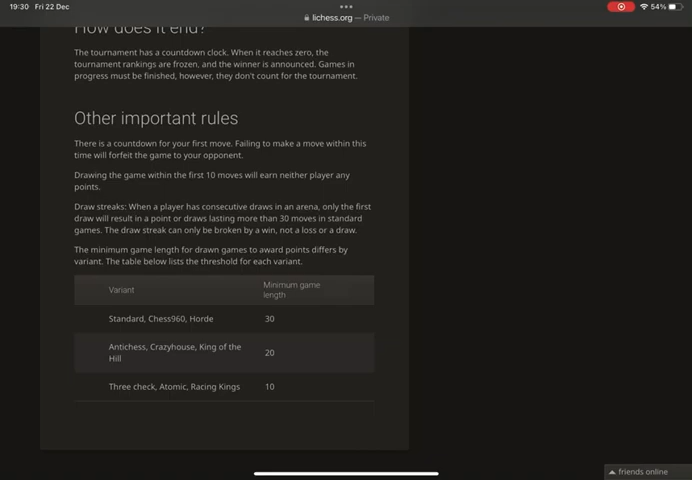 19:30 Fri 22 Dec
54%
lichess.org — Private
How does it end?
The tournament has a countdown clock. When it reaches zero, the
tournament rankings are frozen, and the winner is announced. Games in
progress must be finished, however, they don't count for the tournament.
Other important rules
There is a countdown for your first move. Failing to make a move within this
time will forfeit the game to your opponent.
Drawing the game within the first 10 moves will earn neither player any
points.
Draw streaks: When a player has consecutive draws in an arena, only the first
draw will result in a point or draws lasting more than 30 moves in standard
games. The draw streak can only be broken by a win, not a loss or a draw.
The minimum game length for drawn games to award points differs by
variant. The table below lists the threshold for each variant.
Variant Minimum game
length
Standard, Chess960, Horde 30
Antichess, Crazyhouse, King of the
Hill 20
Three check, Atomic, Racing Kings 10
friends online